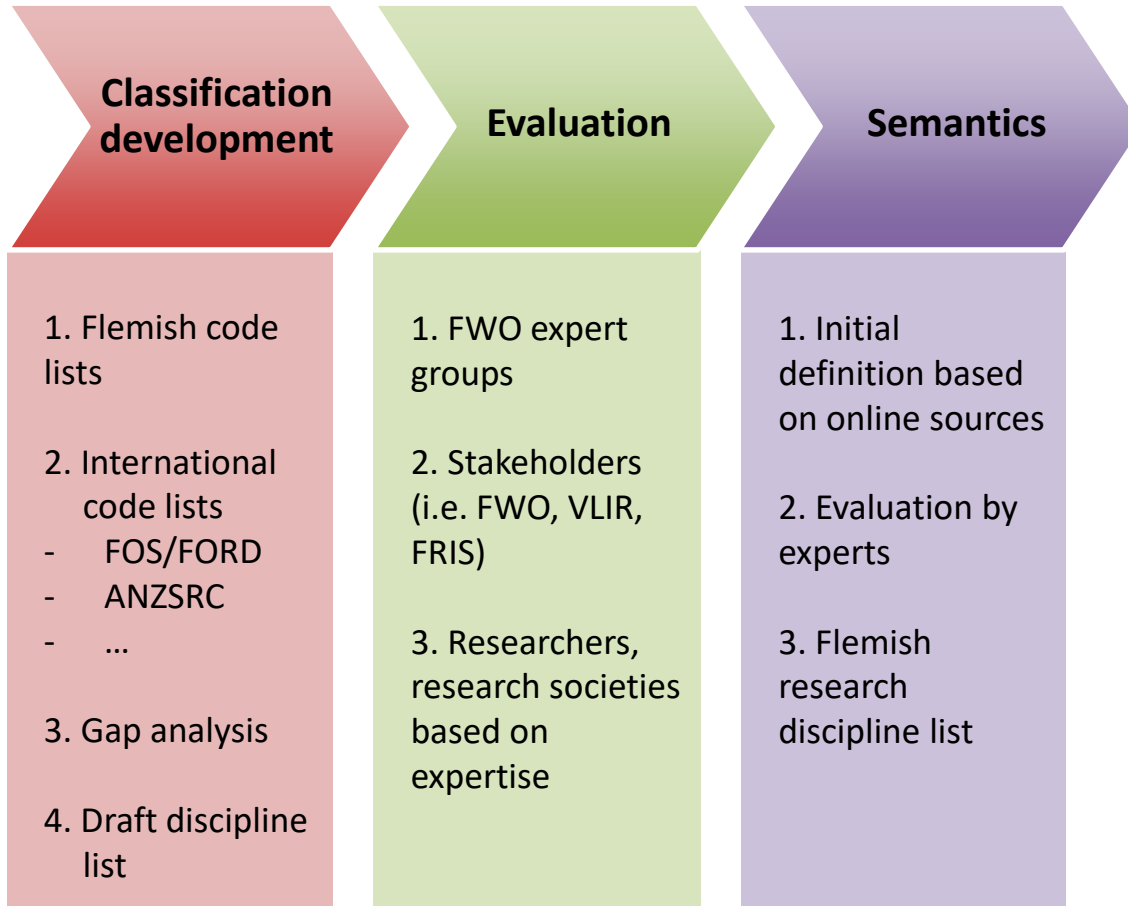 Classification
development
1. Flemish code
lists
2. International
code lists
- FOS/FORD
- ANZSRC
- ...
3. Gap analysis
4. Draft discipline
list
Evaluation
1. FWO expert
groups
2. Stakeholders
(i.e. FWO, VLIR,
FRIS)
3. Researchers,
research societies
based on
expertise
Semantics
1. Initial
definition based
on online sources
2. Evaluation by
experts
3. Flemish
research
discipline list